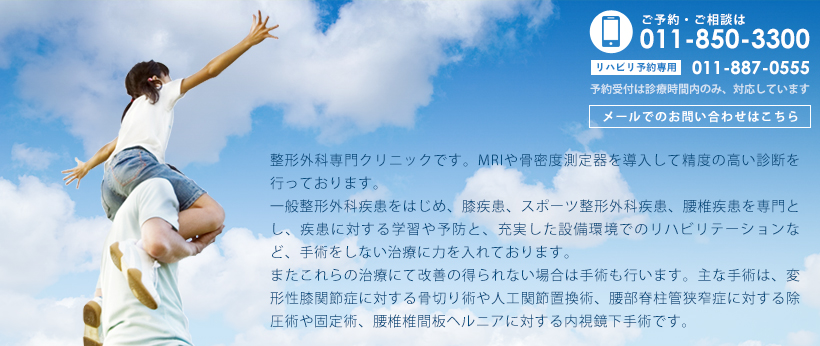 ご予約・ご相談は
011-850-3300
リハビリ予約専用 011-887-0555
予約受付は診療時間内のみ、対応しています
メールでのお問い合わせはこちら
整形外科専門クリニックです。MRIや骨密度測定器を導入して精度の高い診断を
行っております。
一般整形外科疾患をはじめ、膝疾患、スポーツ整形外科疾患、腰椎疾患を専門と
し、疾患に対する学習や予防と、充実した設備環境でのリハビリテーションな
ど、手術をしない治療に力を入れております。
またこれらの治療にて改善の得られない場合は手術も行います。主な手術は、変
形性膝関節症に対する骨切り術や人工関節置換術、腰部脊柱管狭窄症に対する除
圧術や固定術、腰椎椎間板ヘルニアに対する内視鏡下手術です。